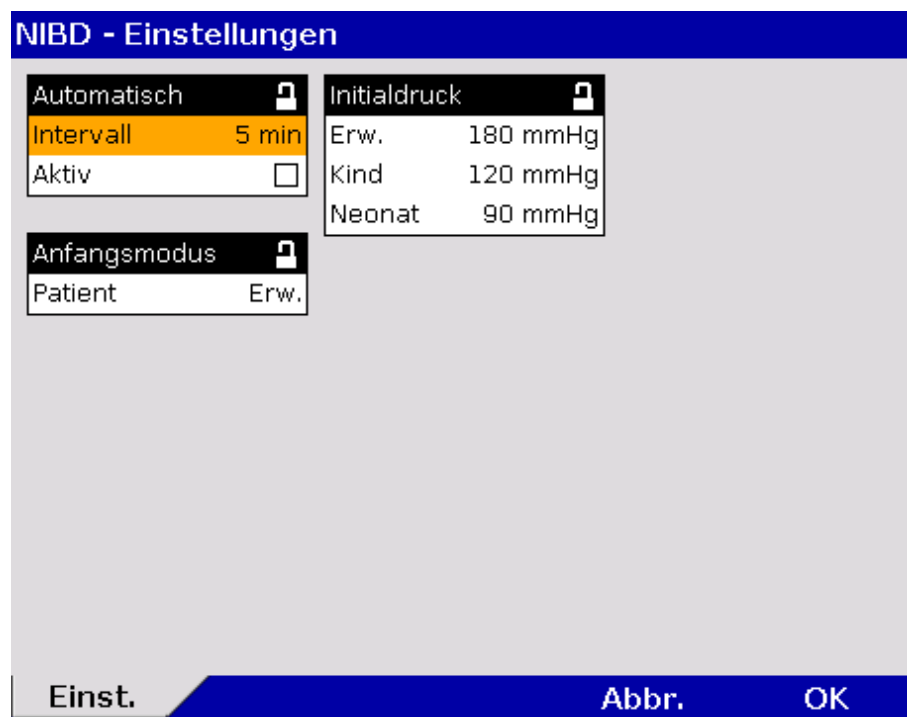 NIBD - Einstellungen
Automatisch
Intervall 5 min
Aktiv
Anfangsmodus
Patient Erw.
Initialdruck
Erw. 180 mmHg
Kind 120 mmHg
Neonat 90 mmHg
Einst. Abbr. OK